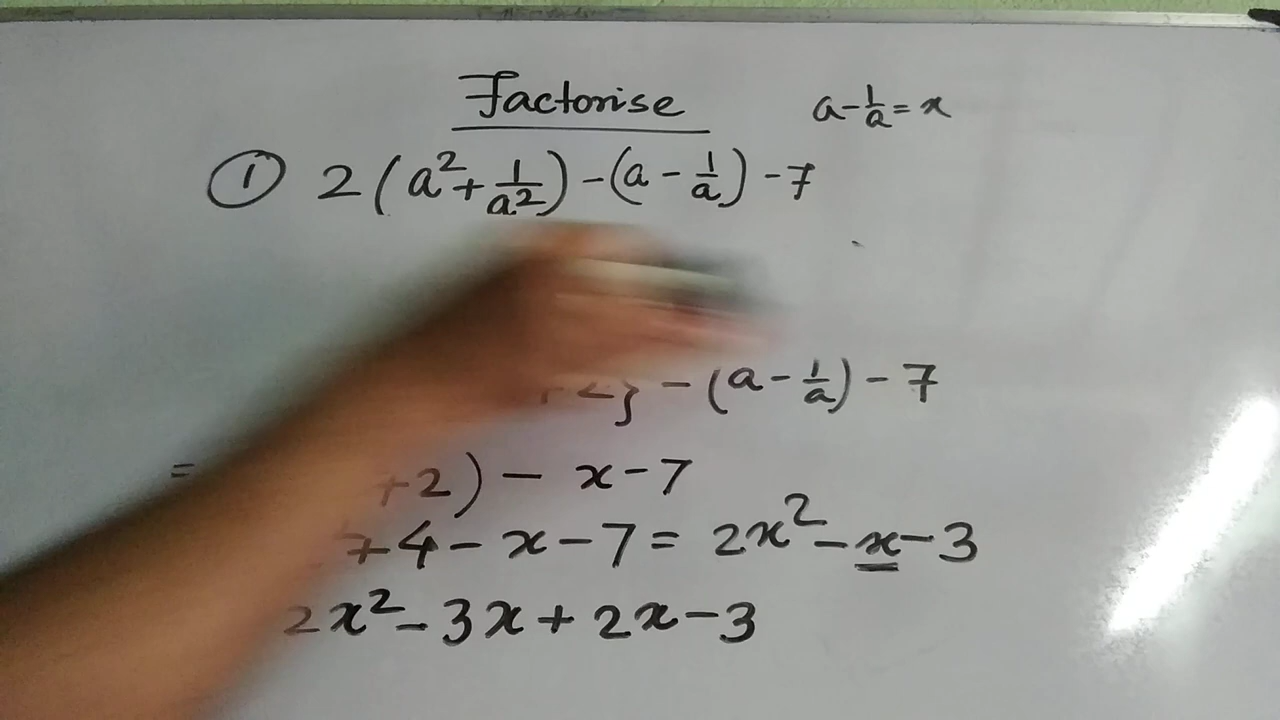 Factorise
a - 1/a = x
① 2(a² + 1/a²) - (a - 1/a) - 7
} - (a - 1/a) - 7
= +2) - x - 7
+ 4 - x - 7 = 2x² - x - 3
2x² - 3x + 2x - 3